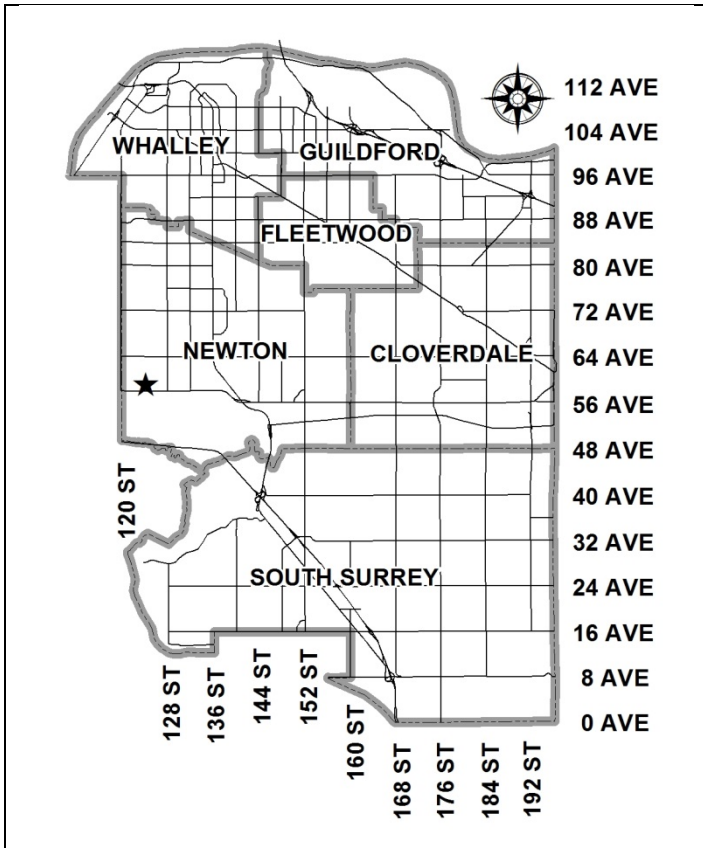 112 AVE
104 AVE
WHALLEY
GUILDFORD
96 AVE
88 AVE
FLEETWOOD
80 AVE
72 AVE
NEWTON
CLOVERDALE
64 AVE
56 AVE
48 AVE
120 ST
40 AVE
32 AVE
SOUTH SURREY
24 AVE
16 AVE
128 ST
136 ST
144 ST
152 ST
160 ST
8 AVE
0 AVE
168 ST
176 ST
184 ST
192 ST